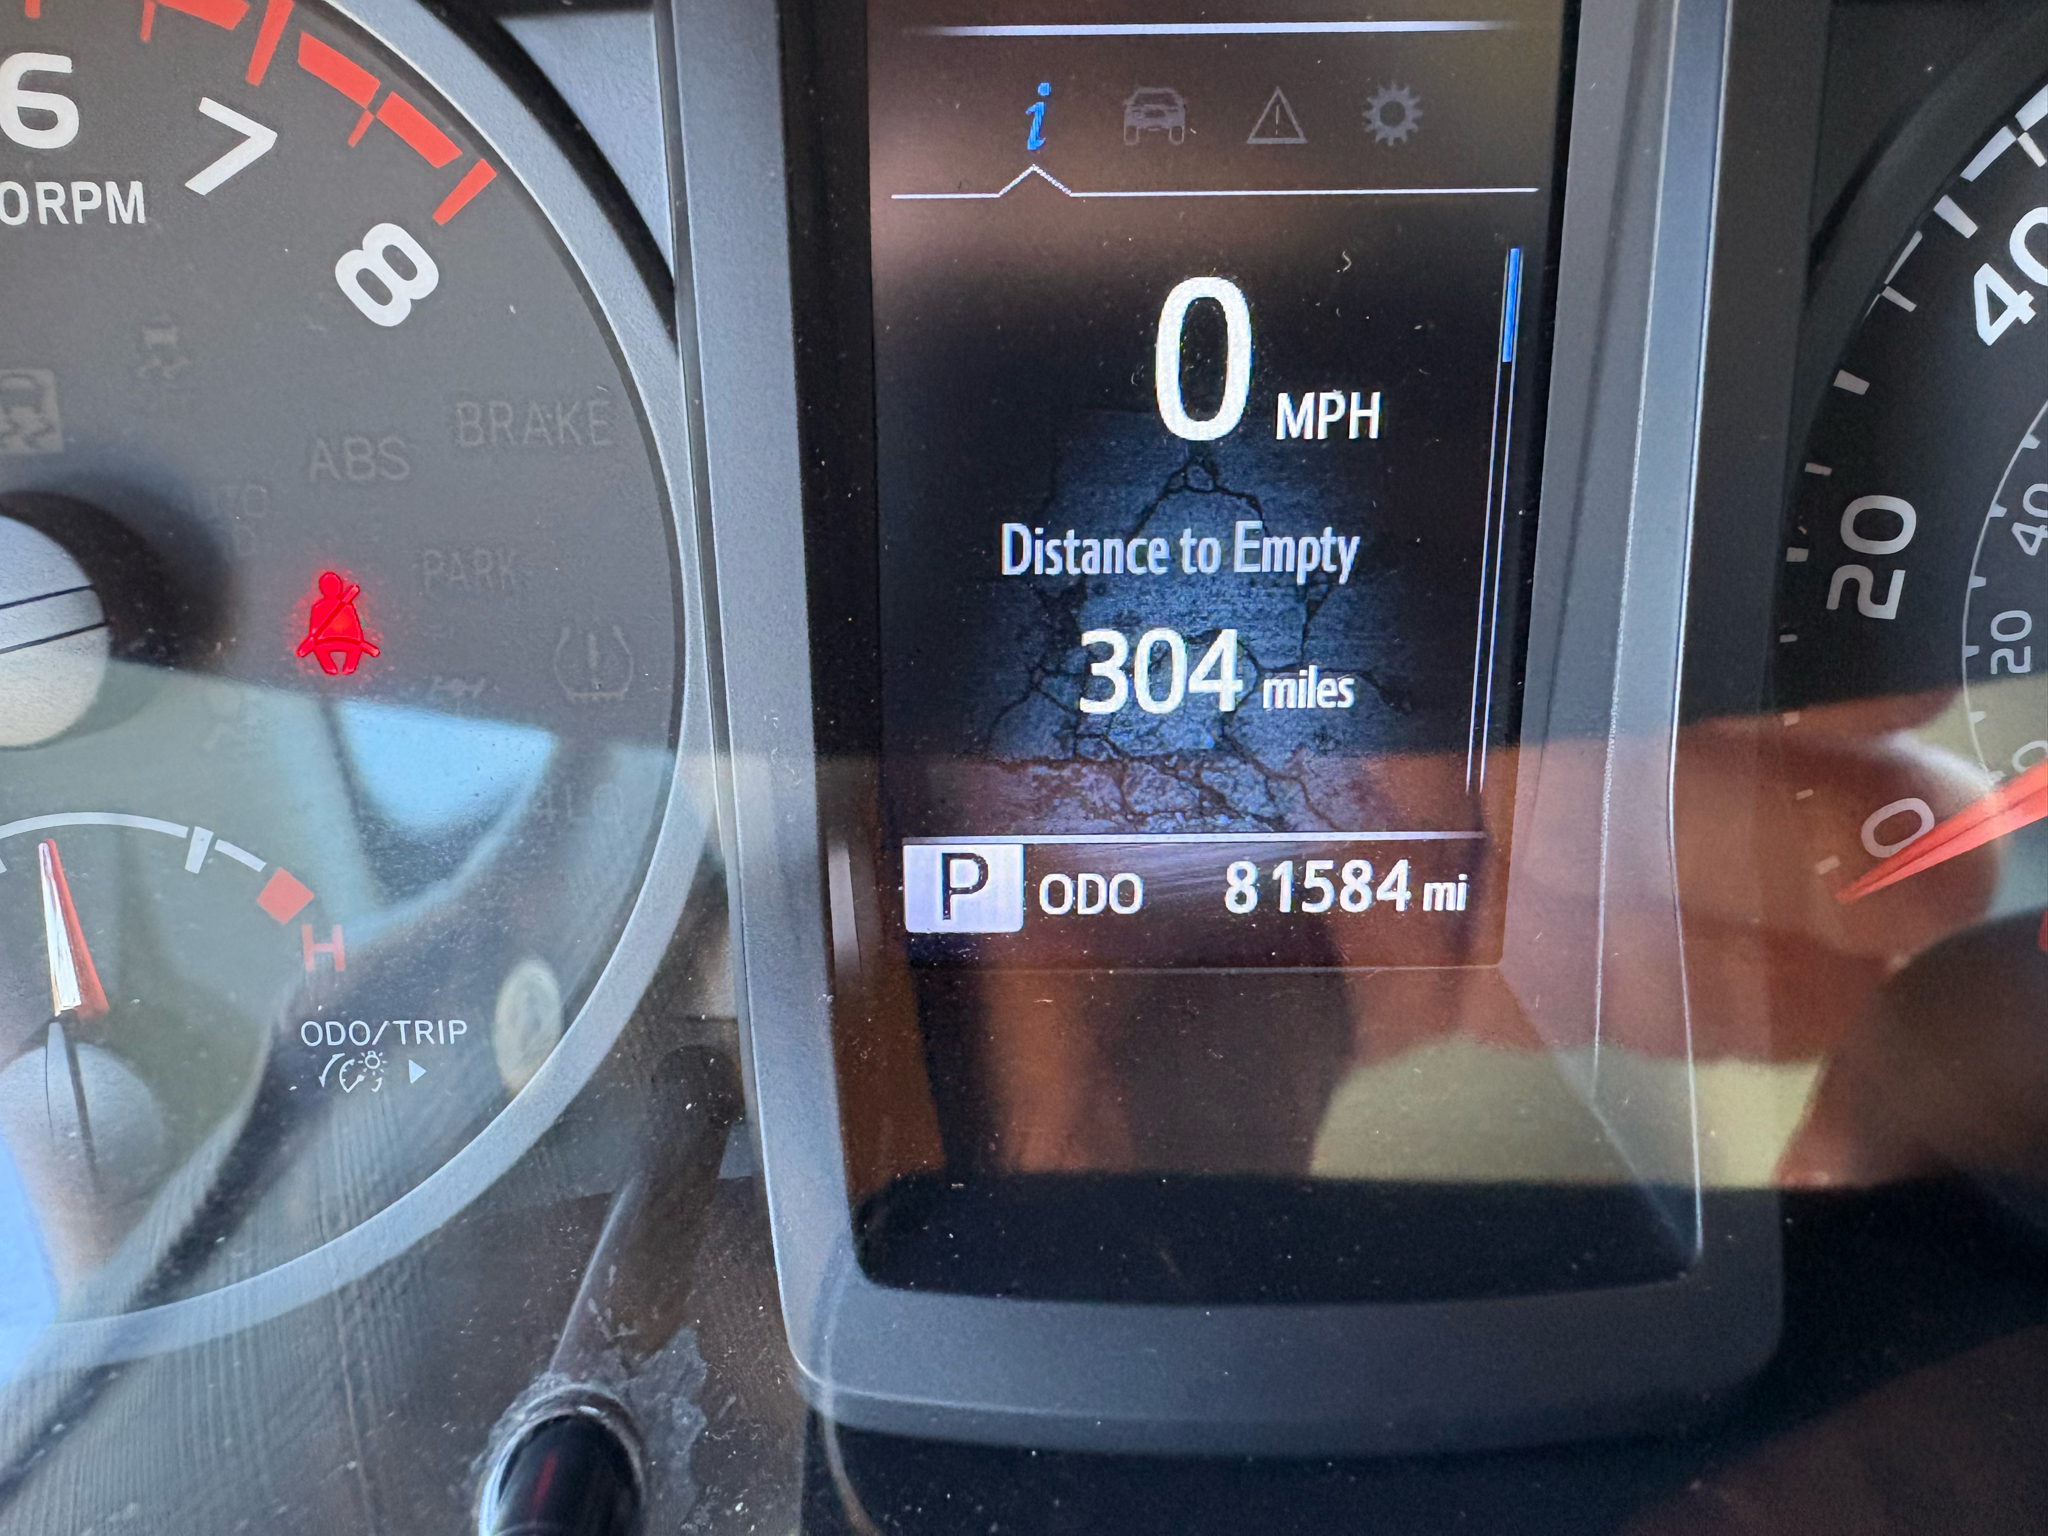 6
7
8
0RPM
ABS
BRAKE
PARK
H
ODO/TRIP
i
0 MPH
Distance to Empty
304 miles
P ODO 81584 mi
40
20
0
40
20